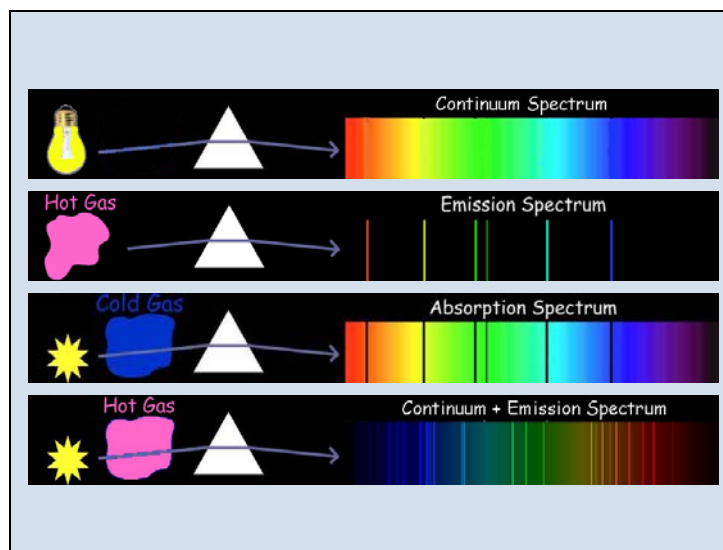 Continuum Spectrum
Hot Gas
Emission Spectrum
Cold Gas
Absorption Spectrum
Hot Gas
Continuum + Emission Spectrum